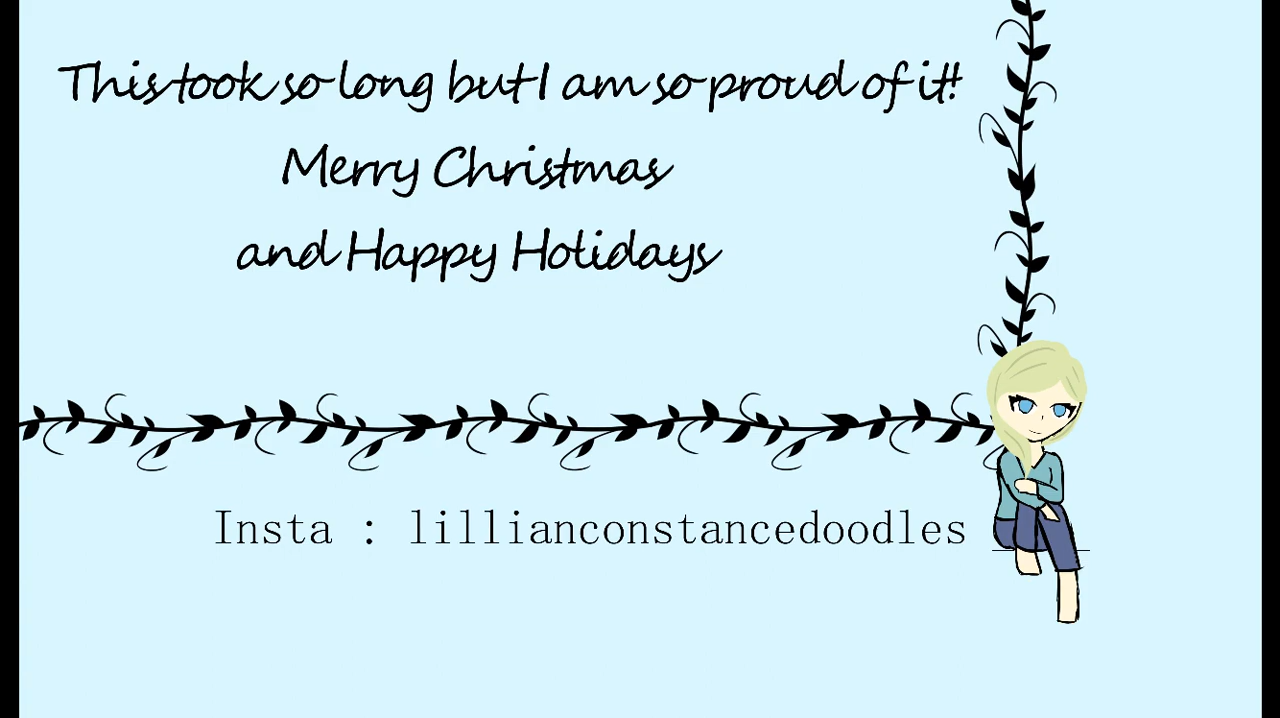 This took so long but I am so proud of it!
Merry Christmas
and Happy Holidays
Insta : lillianconstancedoodles